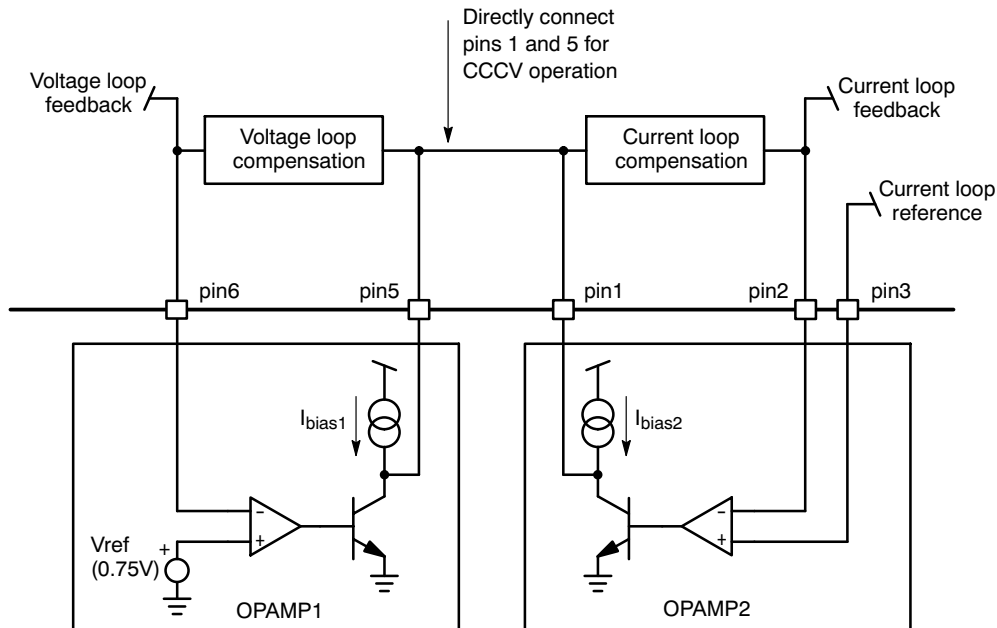 Directly connect
pins 1 and 5 for
CCCV operation
Voltage loop
feedback
Current loop
feedback
Voltage loop
compensation
Current loop
compensation
Current loop
reference
pin6
pin5
pin1
pin2
pin3
Ibias1
Ibias2
−
+
−
+
Vref
(0.75V)
+
OPAMP1
OPAMP2